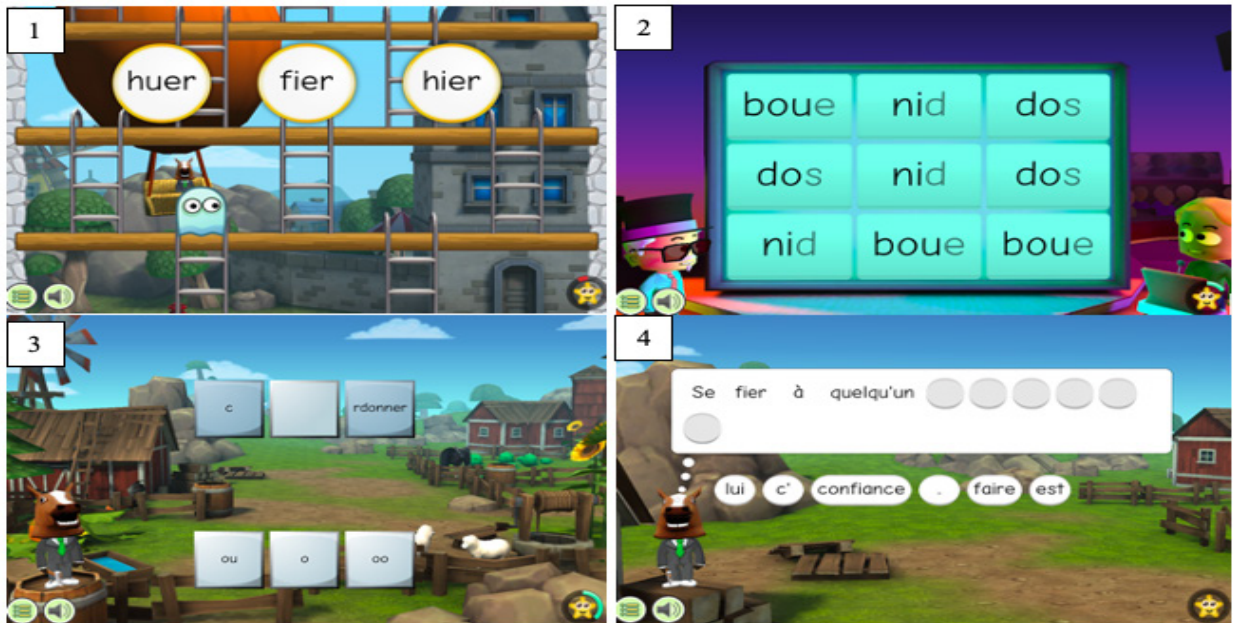 1
huer fier hier
2
boue nid dos
dos nid dos
nid boue boue
3
c rdonner
ou o oo
4
Se fier à quelqu'un
lui c' confiance . faire est